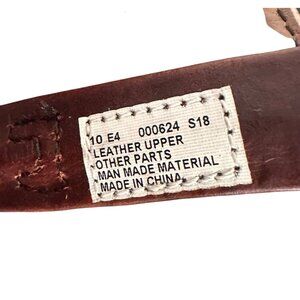 10 E4 000624 S18
LEATHER UPPER
OTHER PARTS
MAN MADE MATERIAL
MADE IN CHINA